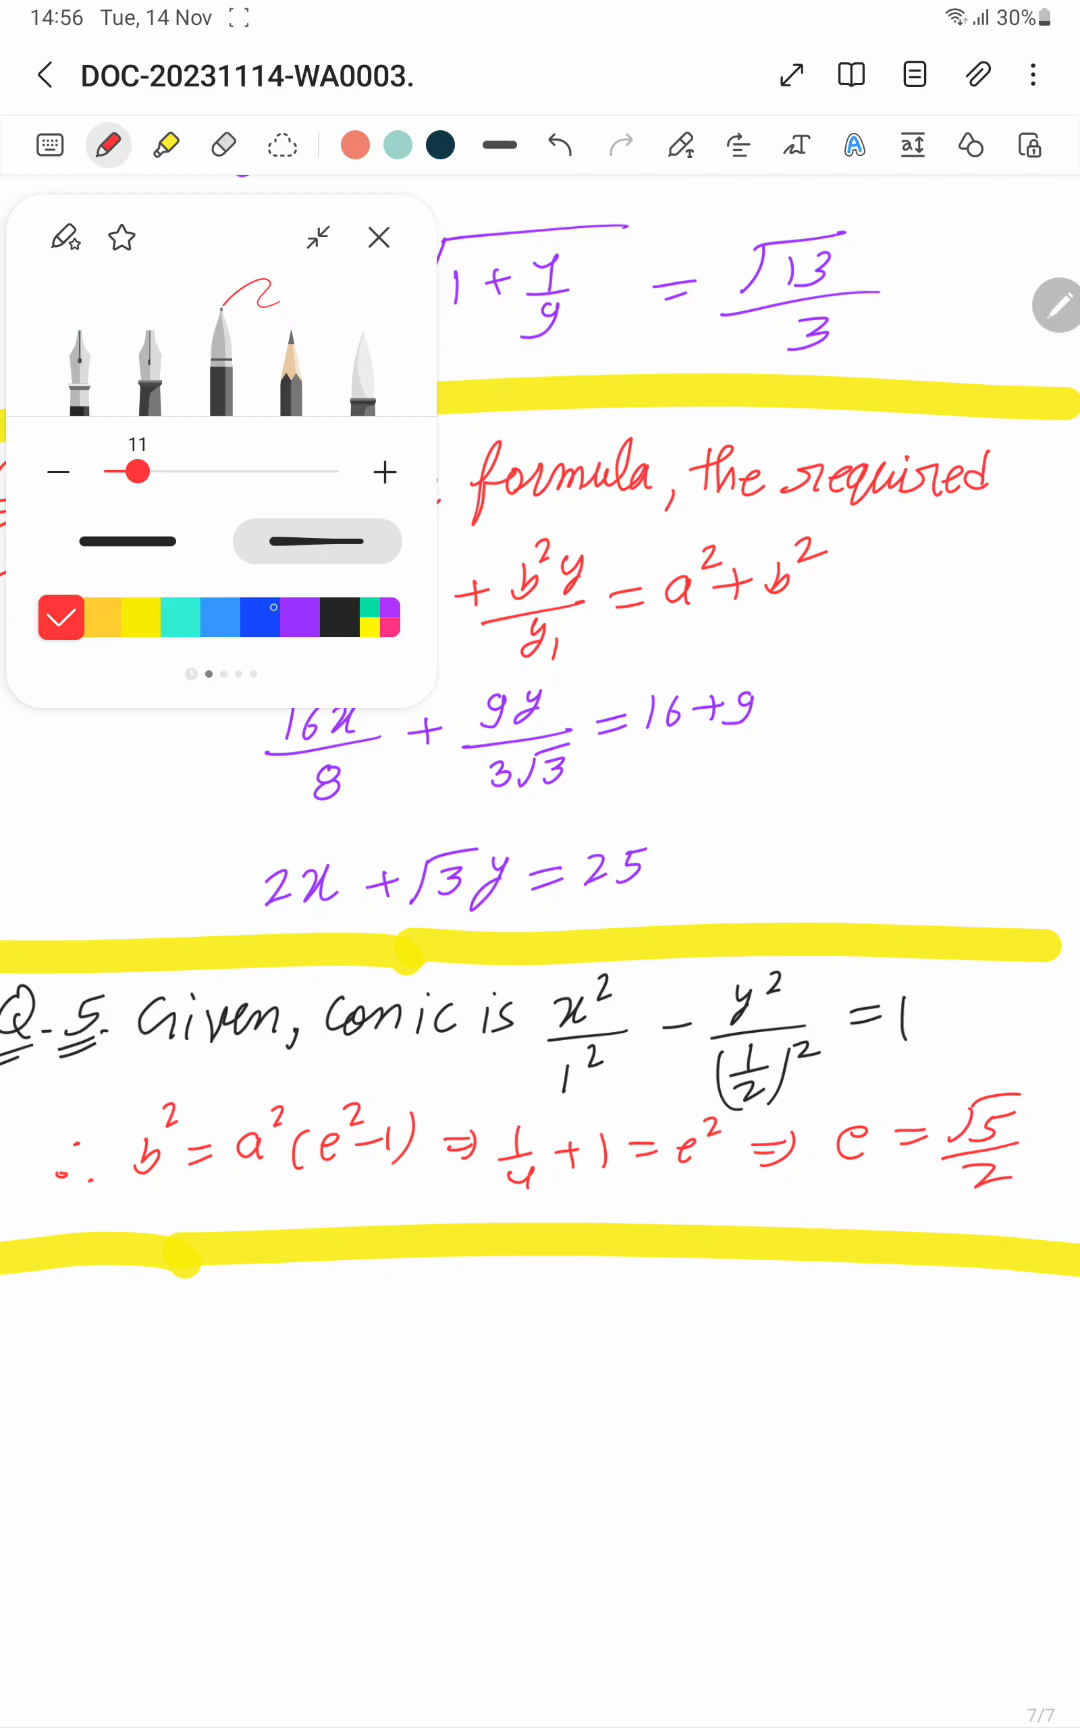 14:56 Tue, 14 Nov 30%
DOC-20231114-WA0003.
√(1 + 4/9) = √13/3
11
formula, the required
+ b²y/y₁ = a² + b²
16x/8 + 9y/3√3 = 16+9
2x + √3y = 25
Q.5. Given, conic is x²/1² − y²/(1/2)² = 1
∴ b² = a²(e²−1) ⇒ 1/4 + 1 = e² ⇒ e = √5/2
7/7